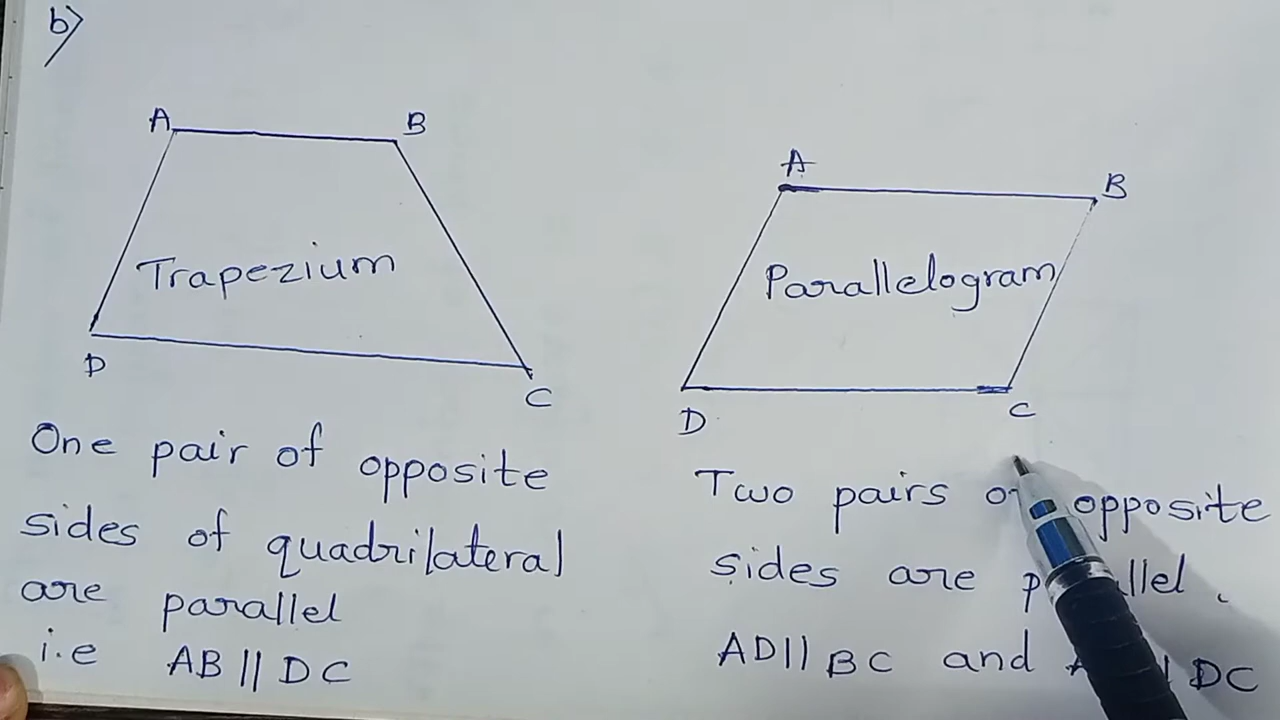 b)
A B
Trapezium
D
C
One pair of opposite
sides of quadrilateral
are parallel
i.e AB || DC
A
B
Parallelogram
D C
Two pairs opposite
sides are
AD || BC and || DC